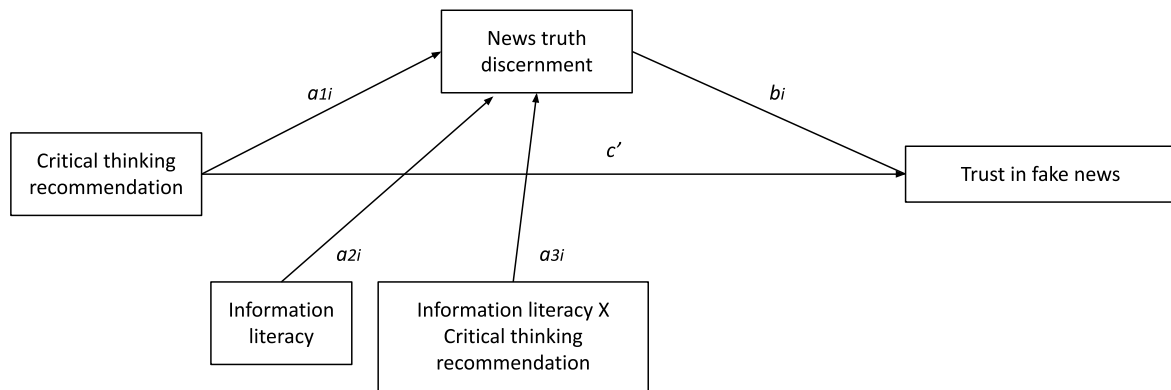 News truth
discernment
a1i
bi
c’
Critical thinking
recommendation
Trust in fake news
a2i
a3i
Information
literacy
Information literacy X
Critical thinking
recommendation